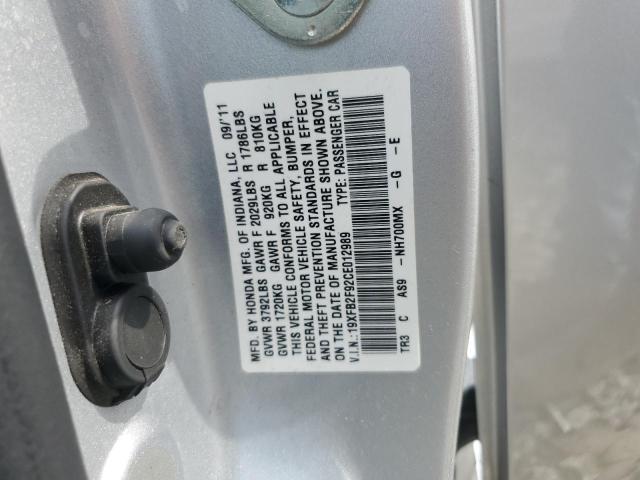 MFD. BY HONDA MFG. OF INDIANA, LLC 09/'11
GVWR 3792LBS GAWR F 2029LBS R 1786LBS
GVWR 1720KG GAWR F 920KG R 810KG
THIS VEHICLE CONFORMS TO ALL APPLICABLE
FEDERAL MOTOR VEHICLE SAFETY, BUMPER,
AND THEFT PREVENTION STANDARDS IN EFFECT
ON THE DATE OF MANUFACTURE SHOWN ABOVE.
V.I.N.:19XFB2F92CE012989 TYPE: PASSENGER CAR
TR3 C AS9 -NH700MX -G -E